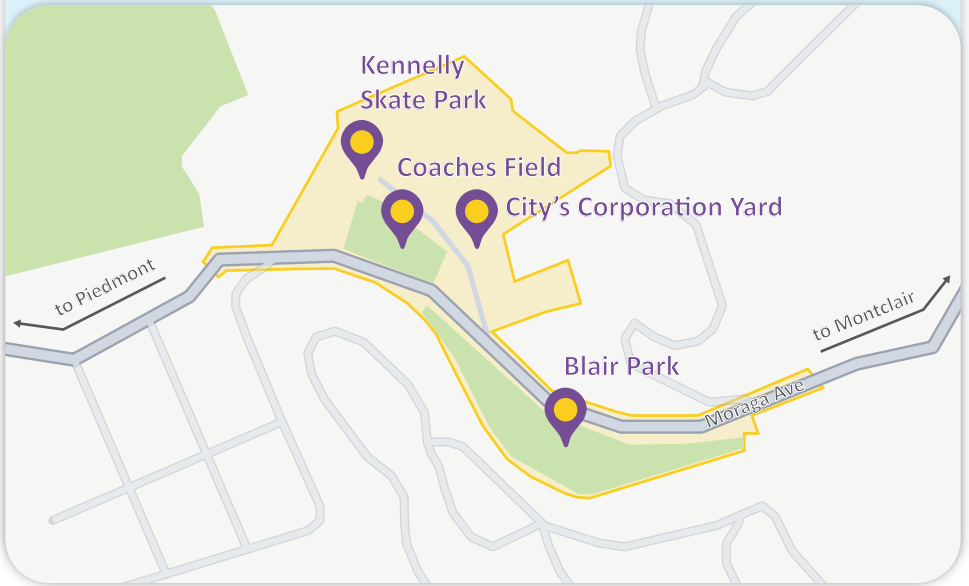 Kennelly
Skate Park
Coaches Field
City's Corporation Yard
to Piedmont
to Montclair
Blair Park
Moraga Ave